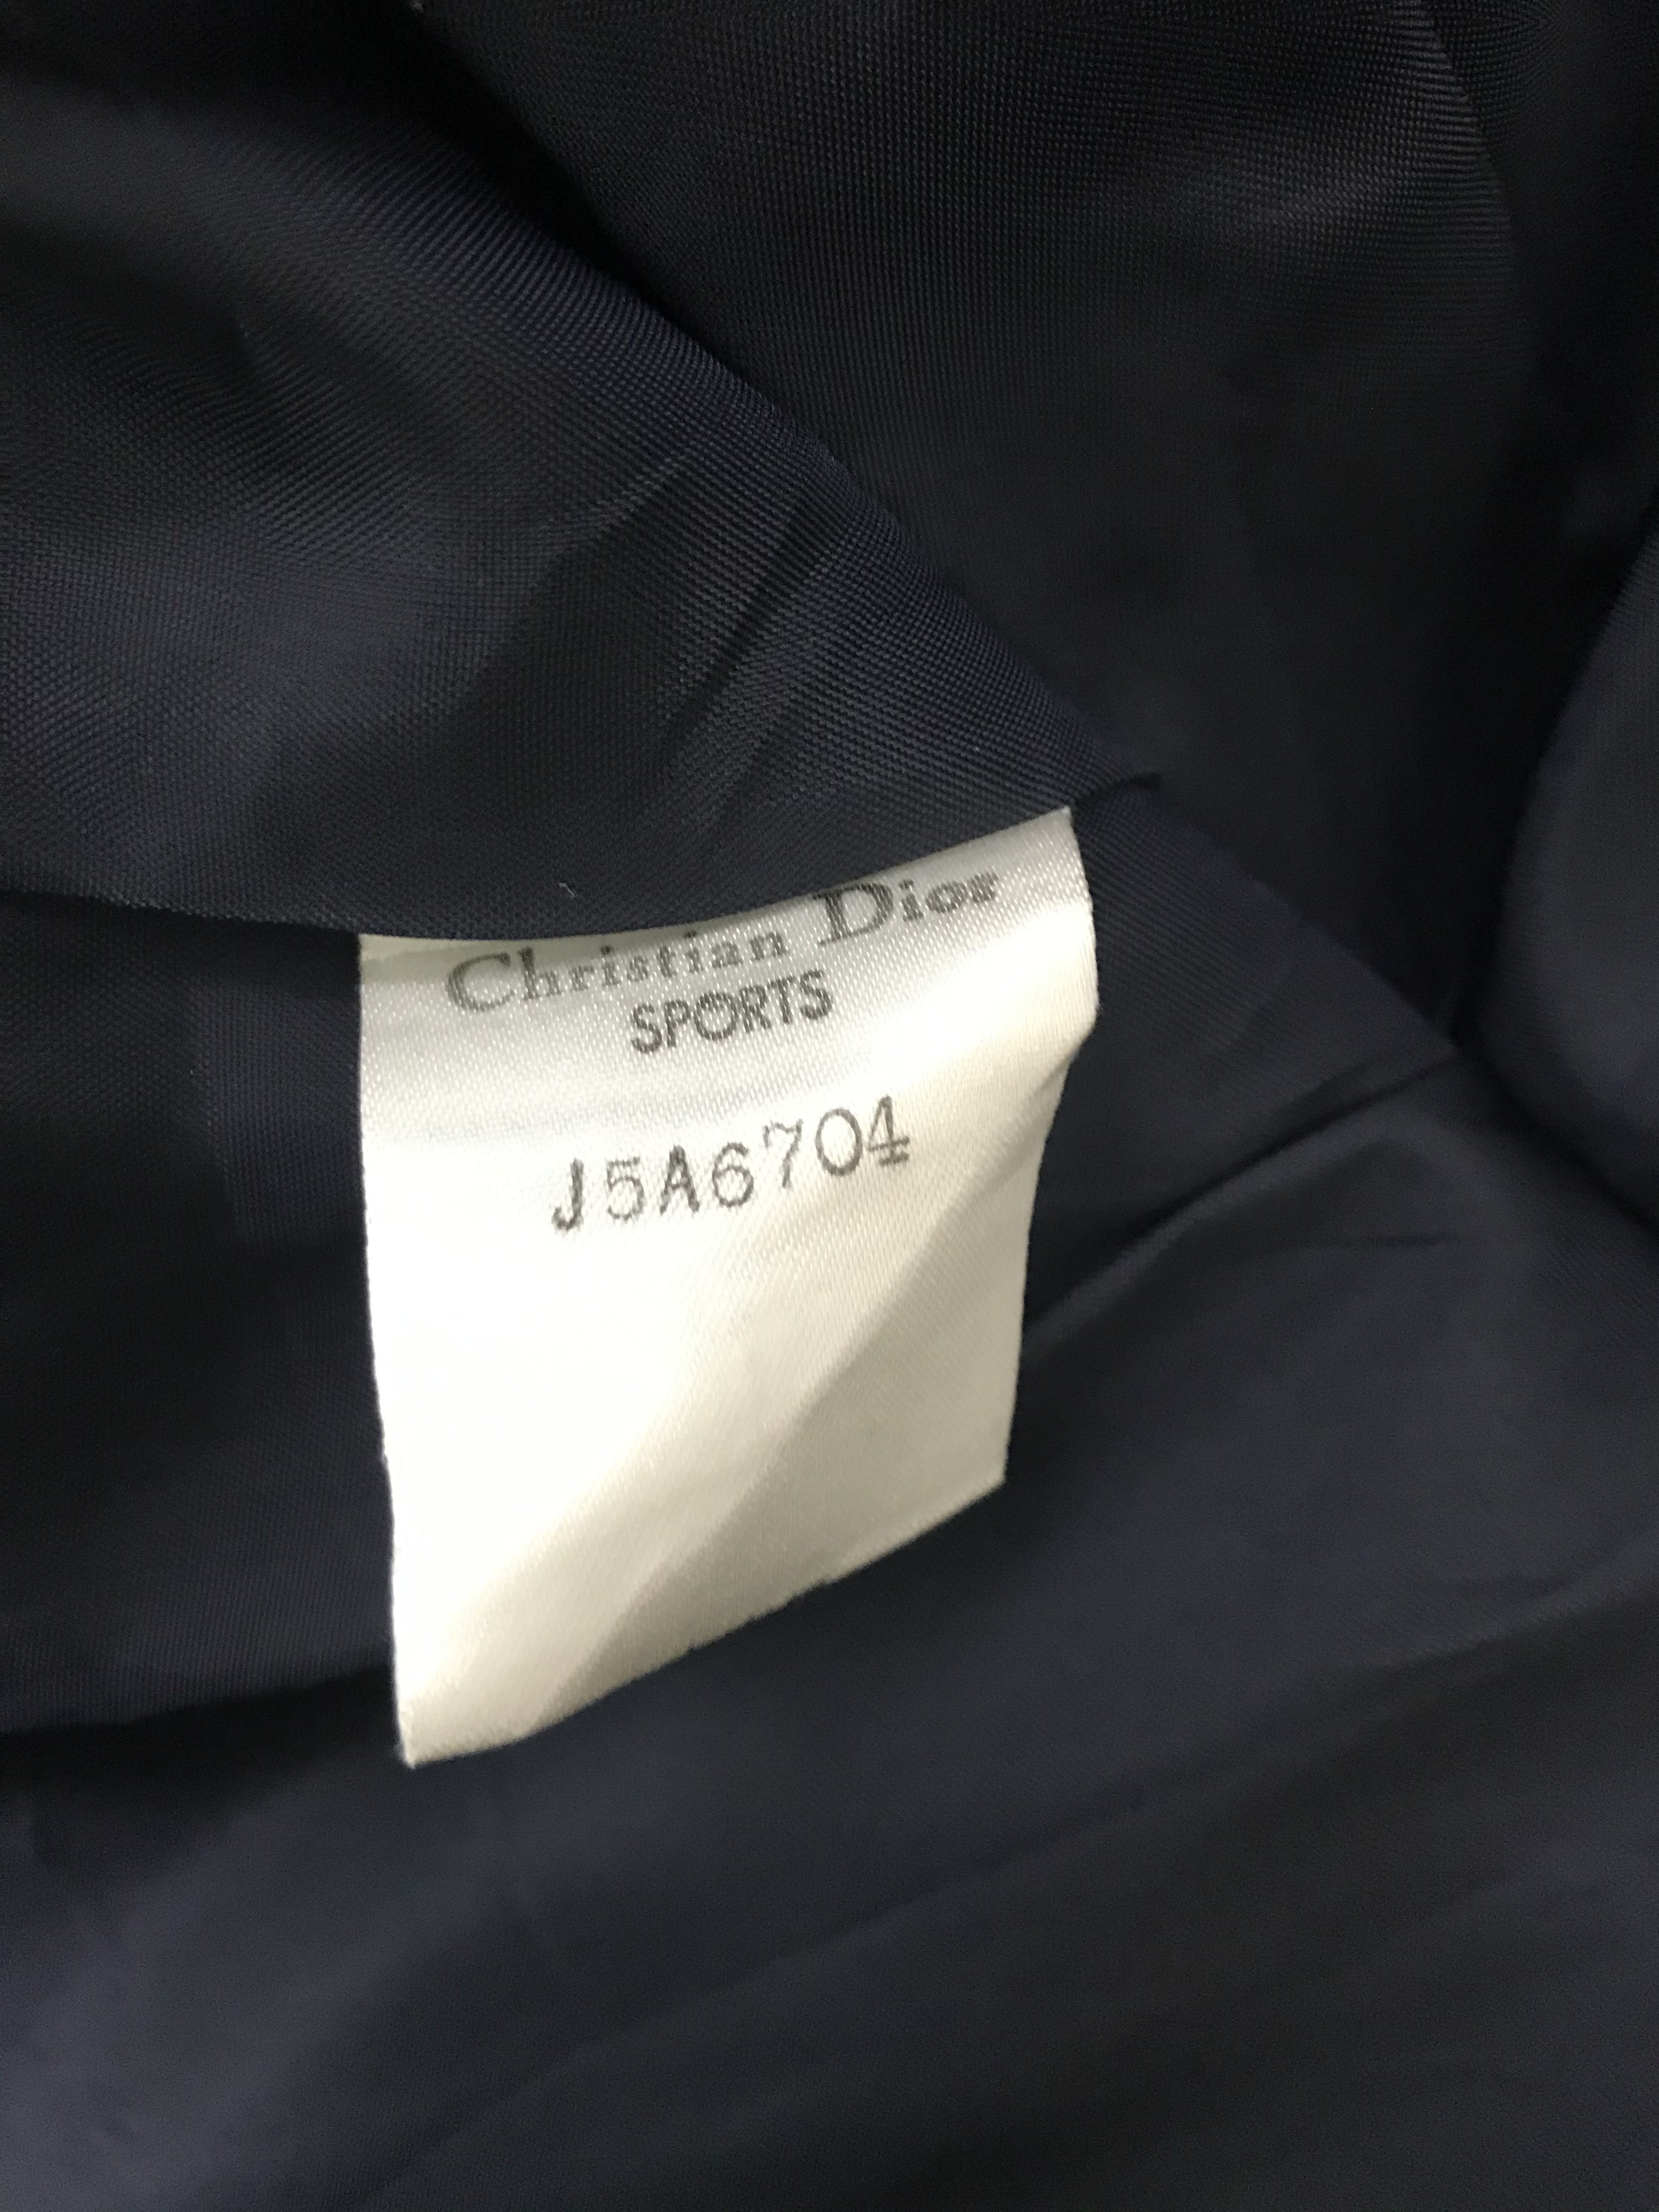 Christian Dior
SPORTS
J5A6704